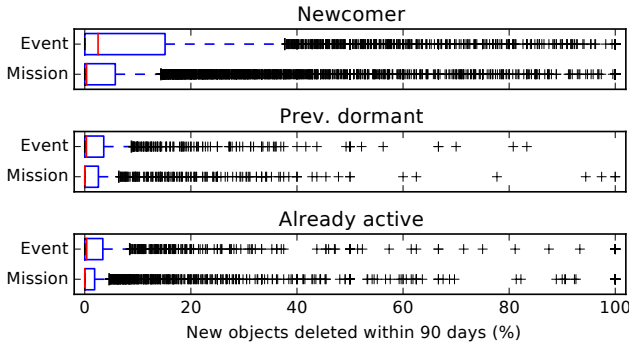 Newcomer
Event
Mission
Prev. dormant
Event
Mission
Already active
Event
Mission
0 20 40 60 80 100
New objects deleted within 90 days (%)